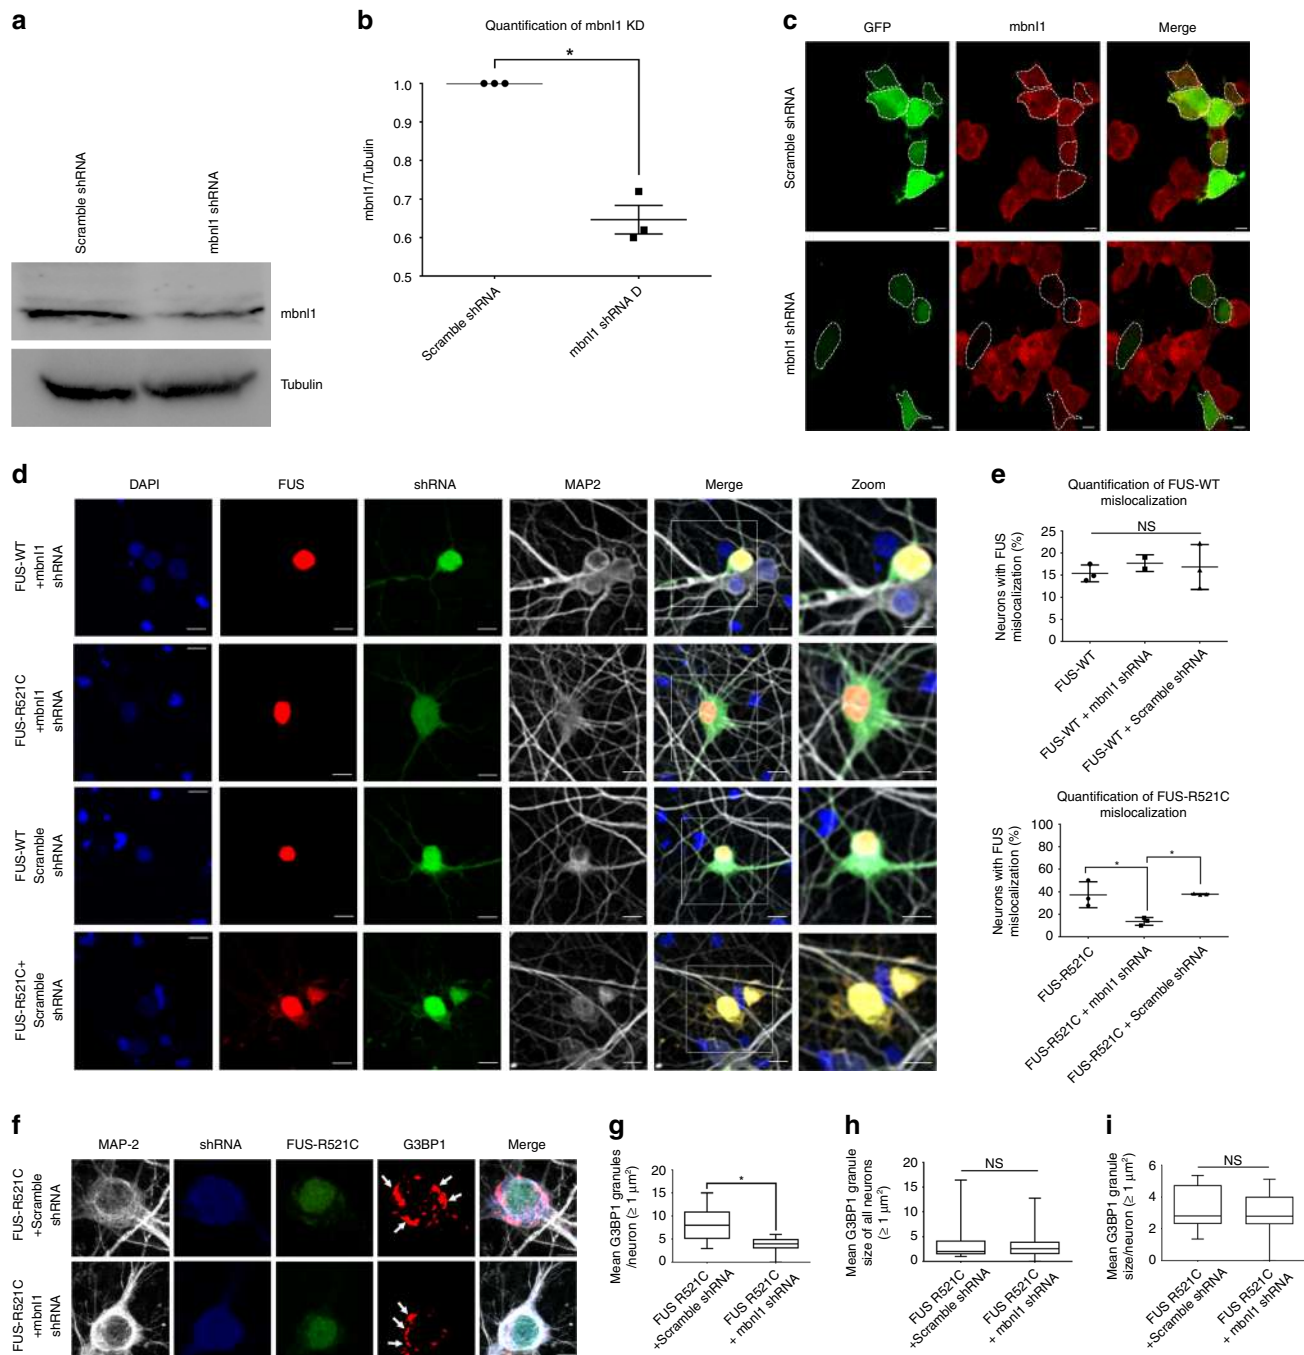 a
Scramble shRNA
mbnl1 shRNA
mbnl1
Tubulin
b
Quantification of mbnl1 KD
*
mbnl1/Tubulin
1.0
0.9
0.8
0.7
0.6
0.5
Scramble shRNA
mbnl1 shRNA D
c
GFP
mbnl1
Merge
Scramble shRNA
mbnl1 shRNA
d
DAPI
FUS
shRNA
MAP2
Merge
Zoom
FUS-WT
+mbnl1
shRNA
FUS-R521C
+mbnl1
shRNA
FUS-WT
Scramble
shRNA
FUS-R521C+
Scramble
shRNA
e
Quantification of FUS-WT
mislocalization
NS
Neurons with FUS
mislocalization (%)
25
20
15
10
5
0
FUS-WT
FUS-WT + mbnl1 shRNA
FUS-WT + Scramble shRNA
Quantification of FUS-R521C
mislocalization
* *
Neurons with FUS
mislocalization (%)
100
80
60
40
20
0
FUS-R521C
FUS-R521C + mbnl1 shRNA
FUS-R521C + Scramble shRNA
f
MAP-2
shRNA
FUS-R521C
G3BP1
Merge
FUS-R521C
+Scramble
shRNA
FUS-R521C
+mbnl1
shRNA
g
Mean G3BP1 granules
/neuron (≥ 1 μm²)
20
15
10
5
0
*
FUS R521C
+Scramble shRNA
FUS R521C
+ mbnl1 shRNA
h
Mean G3BP1 granule
size of all neurons
(≥ 1 μm²)
20
15
10
5
0
NS
FUS R521C
+Scramble shRNA
FUS R521C
+ mbnl1 shRNA
i
Mean G3BP1 granule
size/neuron (≥ 1 μm²)
6
4
2
0
NS
FUS R521C
+Scramble shRNA
FUS R521C
+ mbnl1 shRNA